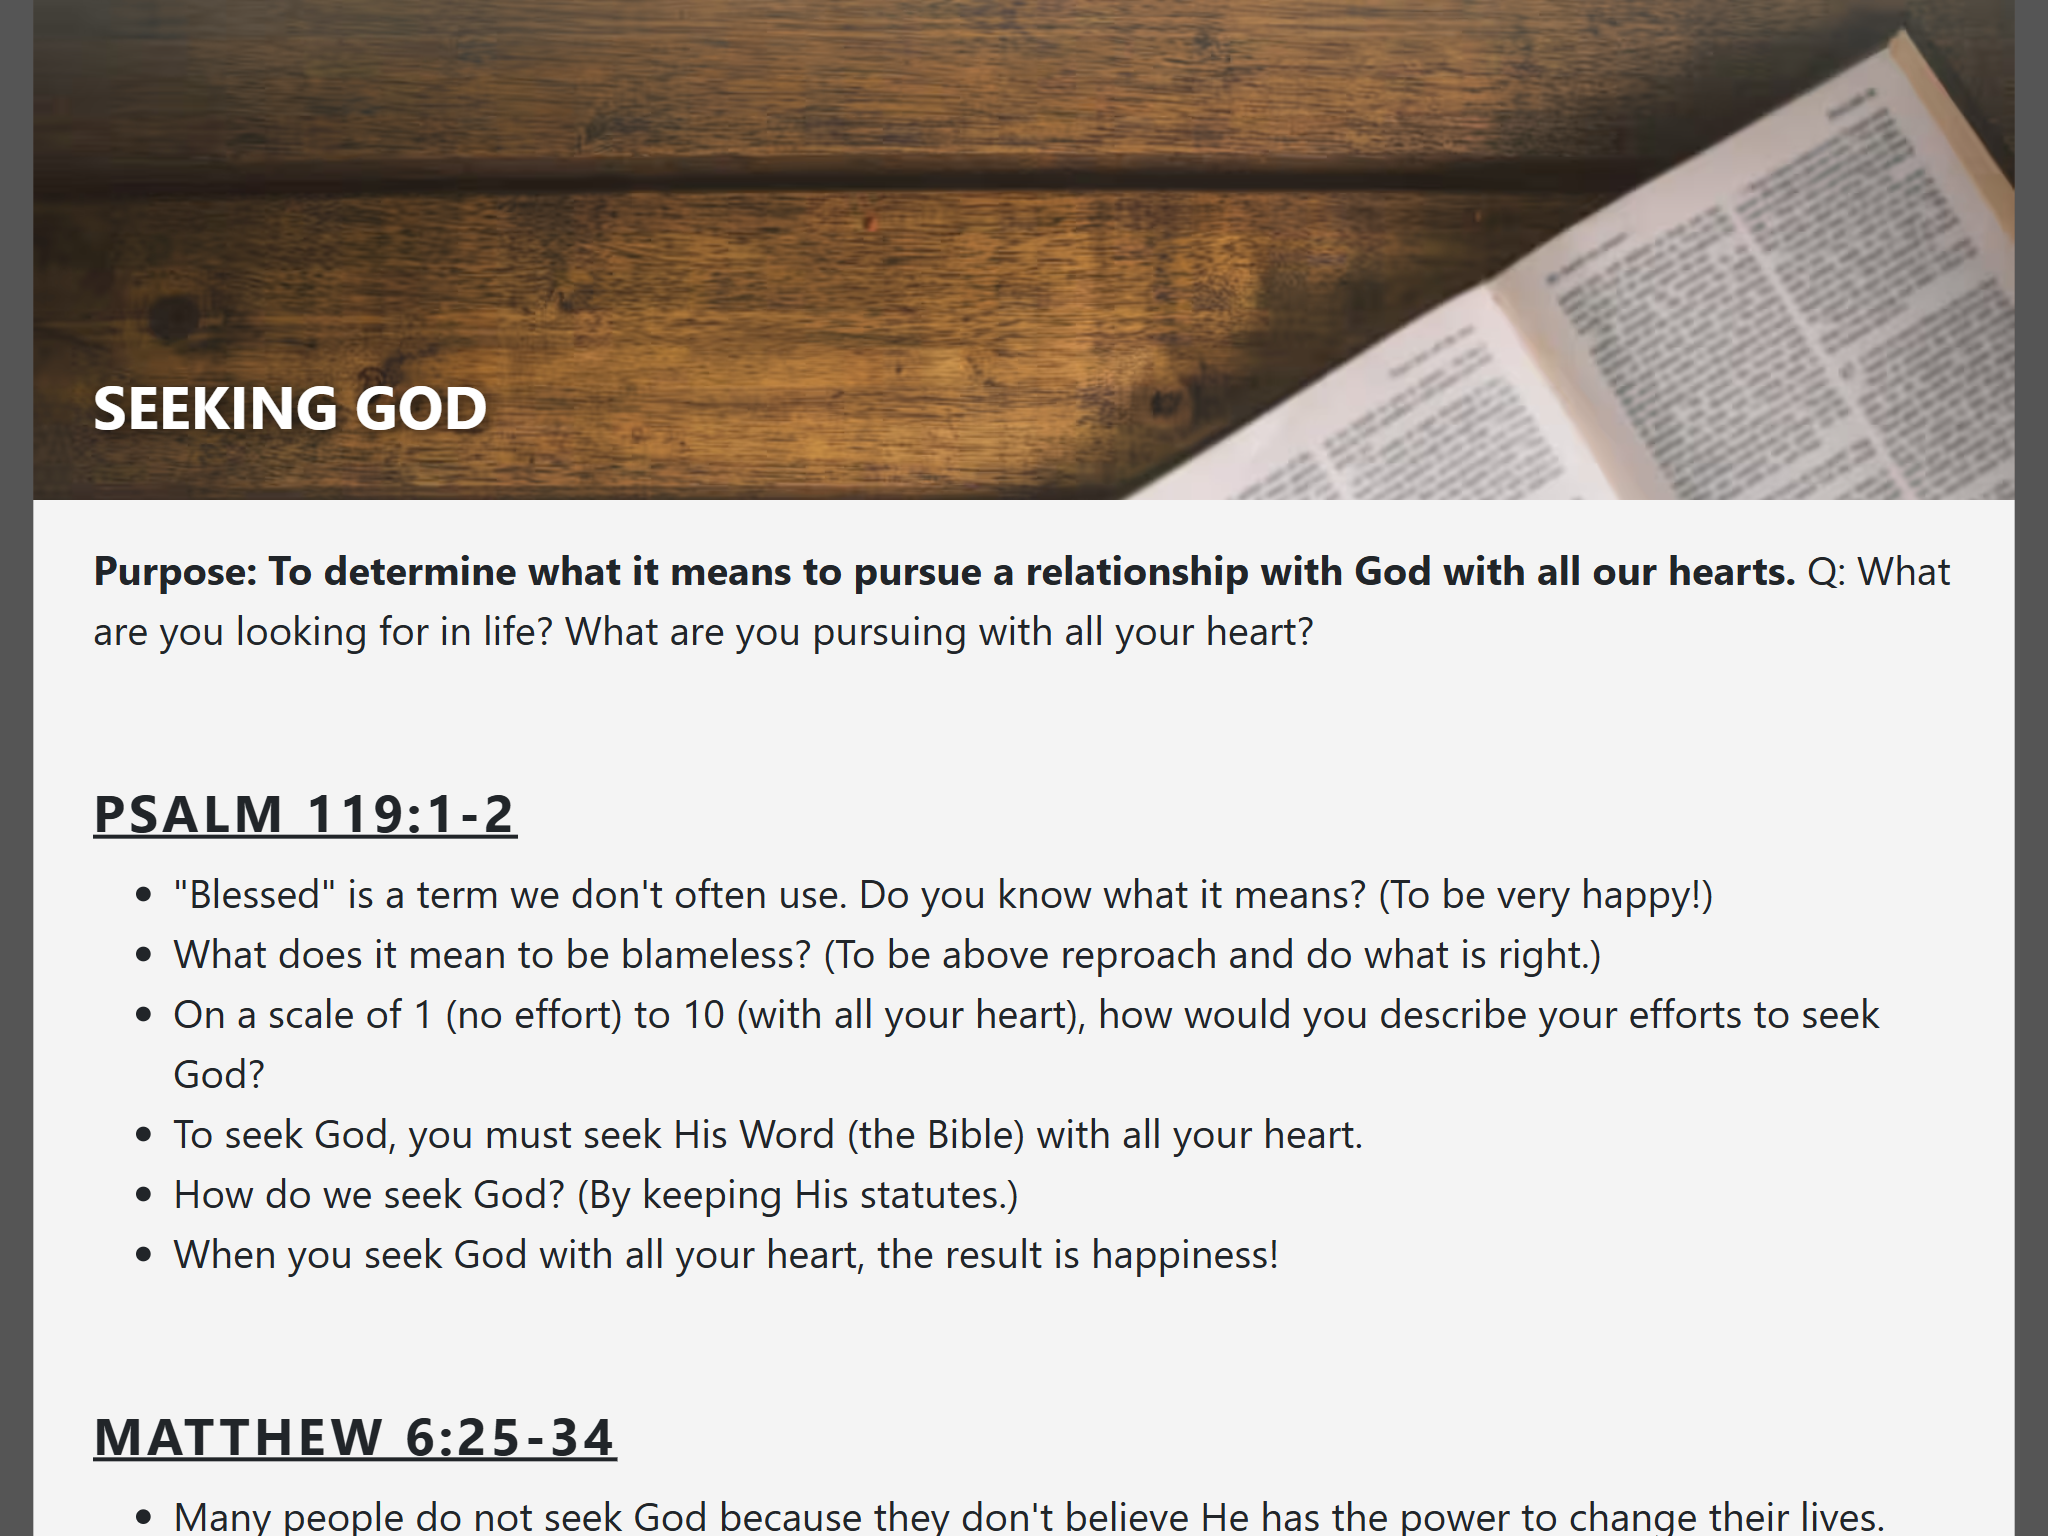 SEEKING GOD
Purpose: To determine what it means to pursue a relationship with God with all our hearts. Q: What
are you looking for in life? What are you pursuing with all your heart?
PSALM 119:1-2
• "Blessed" is a term we don't often use. Do you know what it means? (To be very happy!)
• What does it mean to be blameless? (To be above reproach and do what is right.)
• On a scale of 1 (no effort) to 10 (with all your heart), how would you describe your efforts to seek
God?
• To seek God, you must seek His Word (the Bible) with all your heart.
• How do we seek God? (By keeping His statutes.)
• When you seek God with all your heart, the result is happiness!
MATTHEW 6:25-34
• Many people do not seek God because they don't believe He has the power to change their lives.